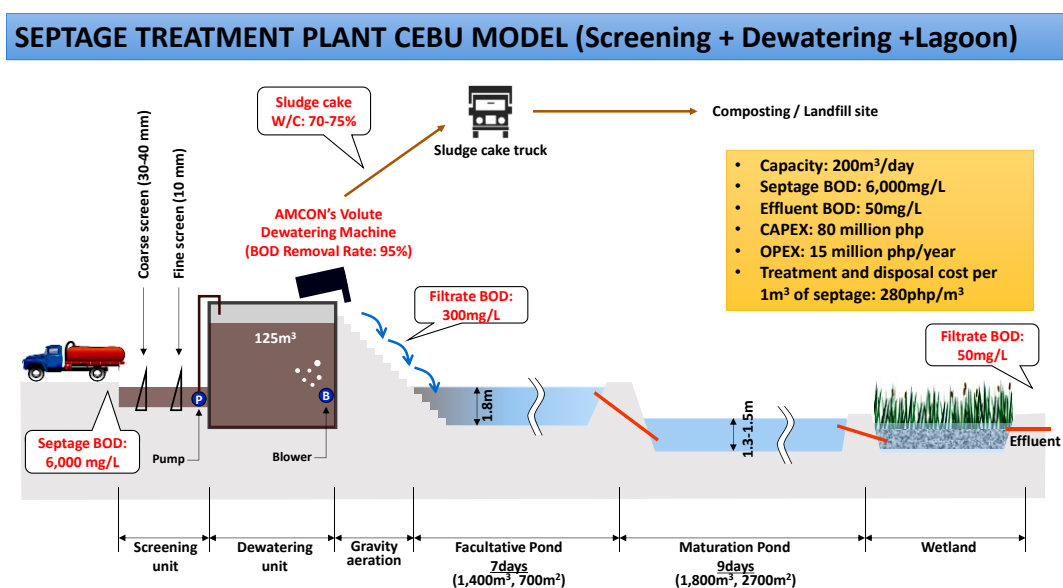 SEPTAGE TREATMENT PLANT CEBU MODEL (Screening + Dewatering +Lagoon)
Sludge cake
W/C: 70-75%
Sludge cake truck
Composting / Landfill site
• Capacity: 200m³/day
• Septage BOD: 6,000mg/L
• Effluent BOD: 50mg/L
• CAPEX: 80 million php
• OPEX: 15 million php/year
• Treatment and disposal cost per
1m³ of septage: 280php/m³
Coarse screen (30-40 mm)
Fine screen (10 mm)
AMCON's Volute
Dewatering Machine
(BOD Removal Rate: 95%)
Filtrate BOD:
300mg/L
Filtrate BOD:
50mg/L
125m³
P
B
1.8m
1.3-1.5m
Septage BOD:
6,000 mg/L
Pump
Blower
Effluent
Screening
unit
Dewatering
unit
Gravity
aeration
Facultative Pond
7days
(1,400m³, 700m²)
Maturation Pond
9days
(1,800m³, 2700m²)
Wetland